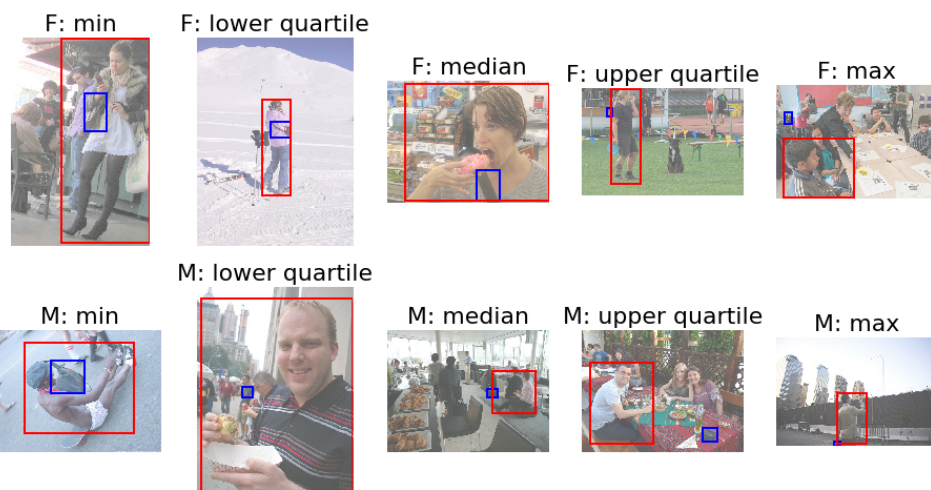 F: min
F: lower quartile
F: median
F: upper quartile
F: max
M: min
M: lower quartile
M: median
M: upper quartile
M: max